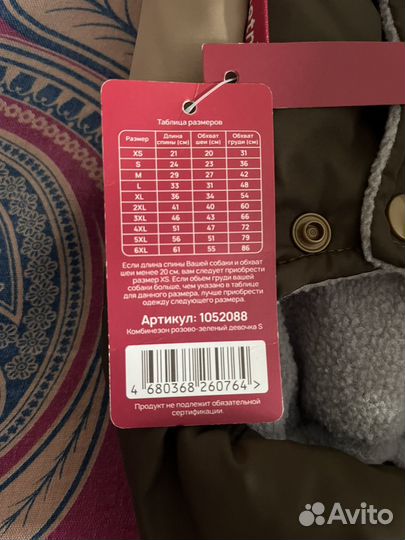 Таблица размеров
Размер Длина спины (см) Обхват шеи (см) Обхват груди (см)
XS 21 20 31
S 24 23 36
M 29 27 42
L 33 31 48
XL 36 34 54
2XL 41 40 60
3XL 46 43 66
4XL 51 47 72
5XL 56 51 79
6XL 61 55 86
Если длина спины Вашей собаки и обхват
шеи менее 20 см, вам следует приобрести
размер XS. Если объем груди вашей
собаки больше, чем указано в таблице
для данного размера, лучше приобрести
одежду следующего размера.
Артикул: 1052088
Комбинезон розово-зеленый девочка S
4 680368 260764 >
Продукт не подлежит обязательной
сертификации.
Avito